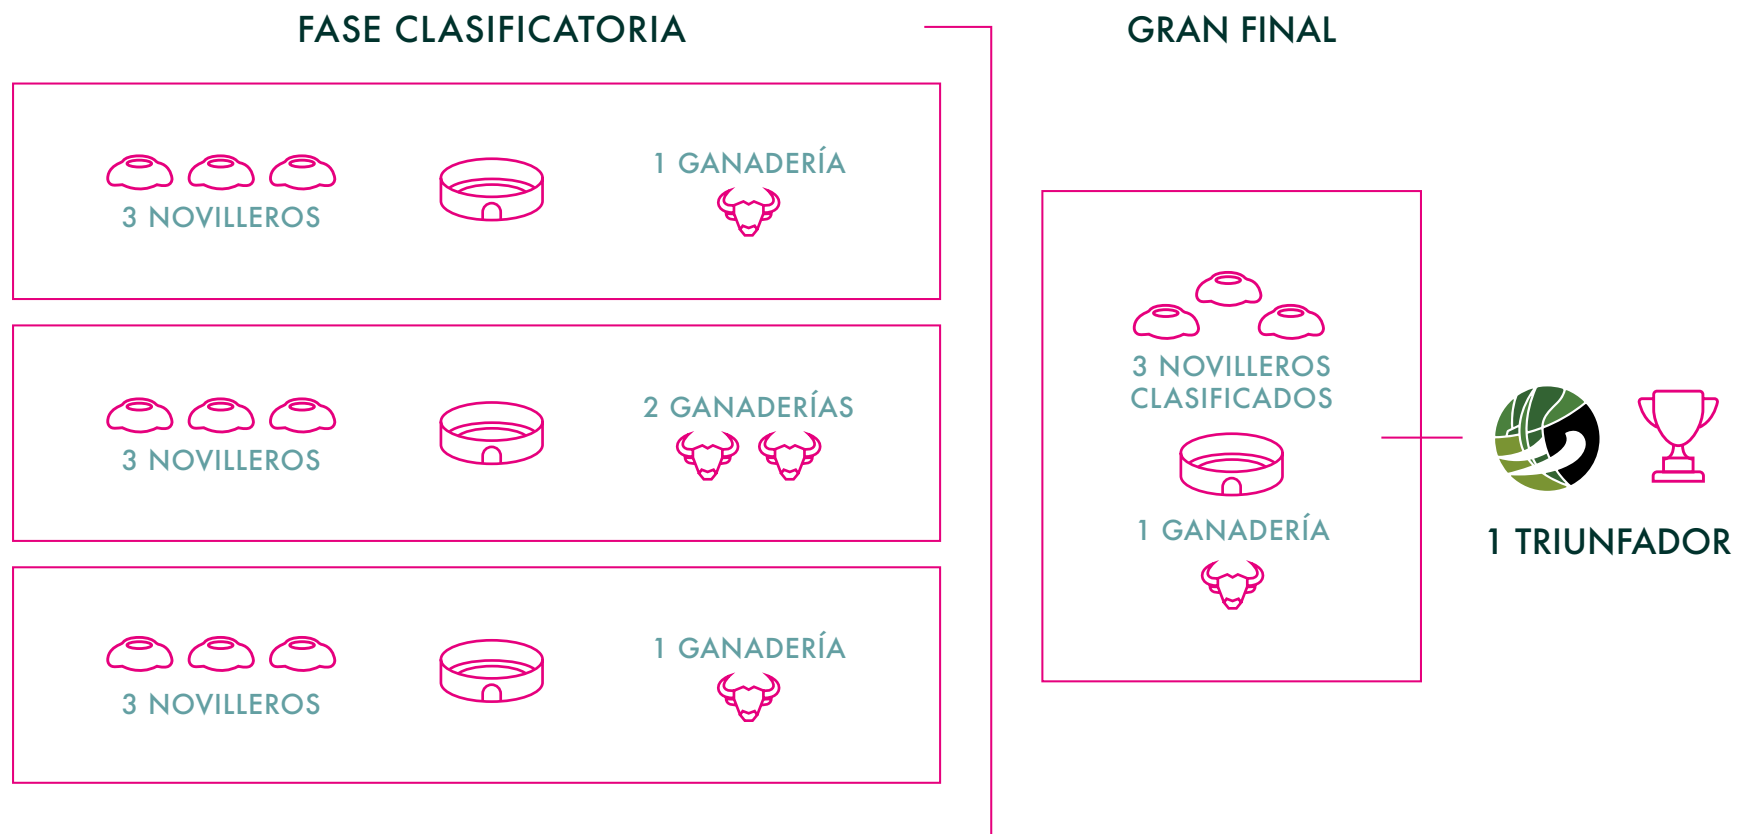 FASE CLASIFICATORIA
3 NOVILLEROS
1 GANADERÍA
3 NOVILLEROS
2 GANADERÍAS
3 NOVILLEROS
1 GANADERÍA
GRAN FINAL
3 NOVILLEROS
CLASIFICADOS
1 GANADERÍA
1 TRIUNFADOR